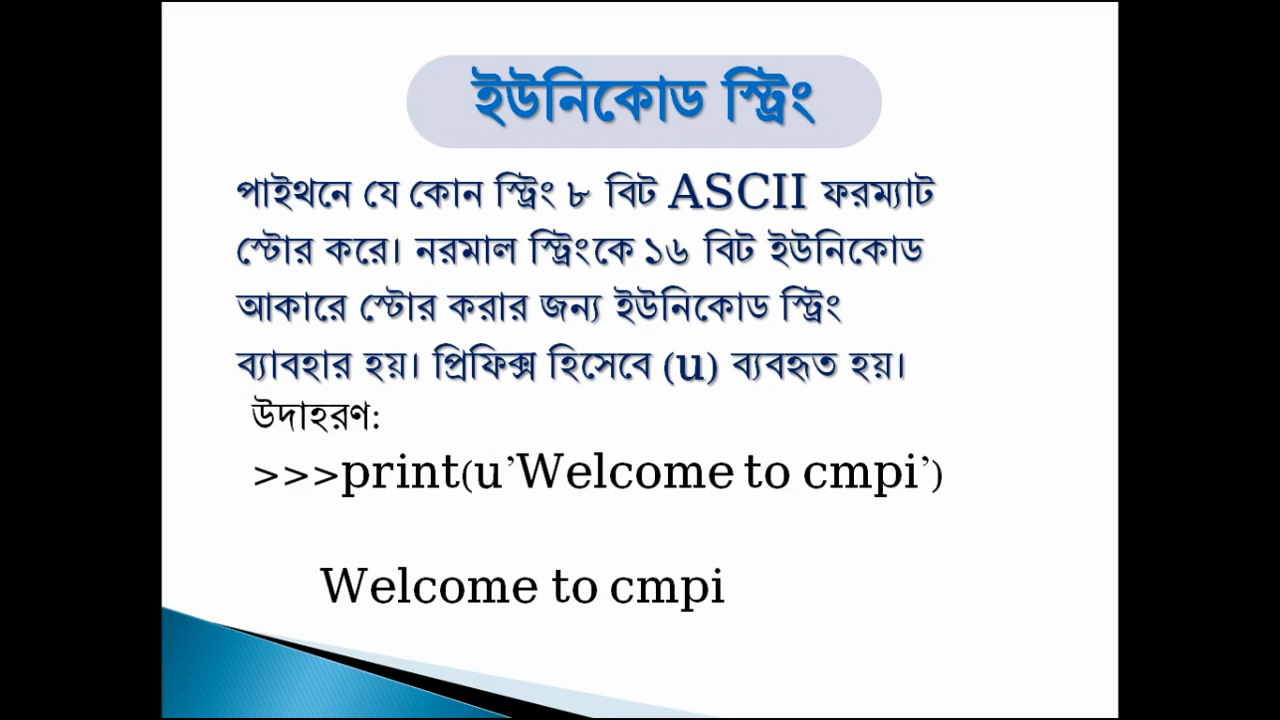 ইউনিকোড স্ট্রিং
পাইথনে যে কোন স্ট্রিং ৮ বিট ASCII ফরম্যাট
স্টোর করে। নরমাল স্ট্রিংকে ১৬ বিট ইউনিকোড
আকারে স্টোর করার জন্য ইউনিকোড স্ট্রিং
ব্যাবহার হয়। প্রিফিক্স হিসেবে (u) ব্যবহৃত হয়।
উদাহরণ:
>>>print(u’Welcome to cmpi’)
Welcome to cmpi